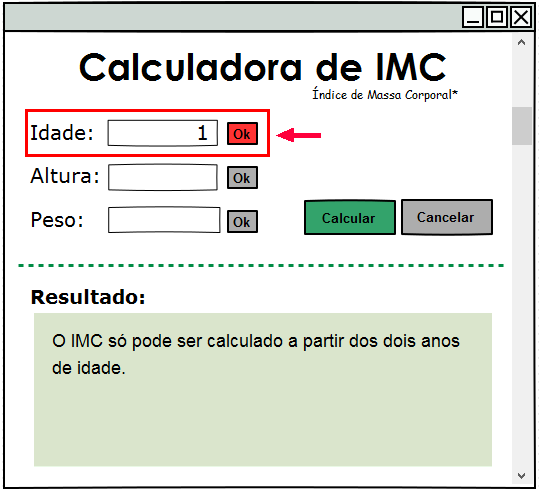 Calculadora de IMC
Índice de Massa Corporal*
Idade: 1 Ok
Altura: Ok
Peso: Ok
Calcular Cancelar
Resultado:
O IMC só pode ser calculado a partir dos dois anos
de idade.